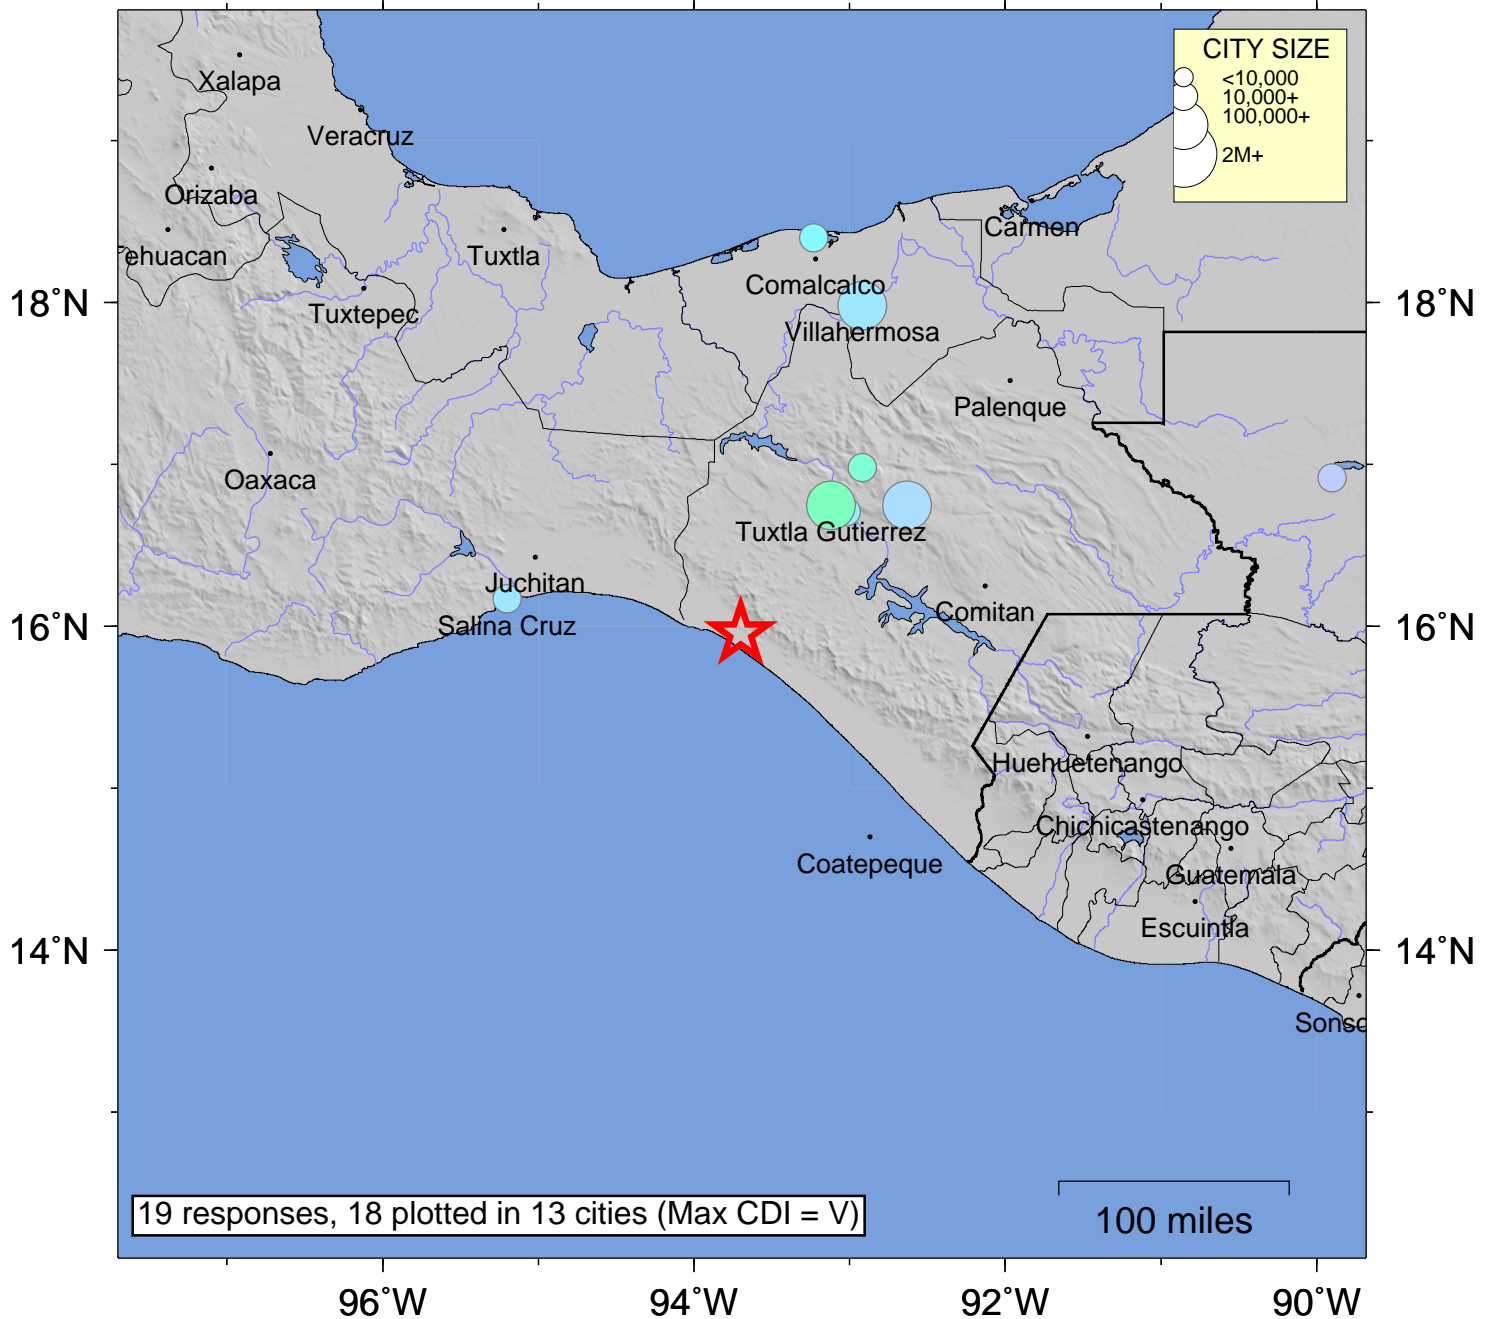 CITY SIZE
<10,000
10,000+
100,000+
2M+
Xalapa
Veracruz
Orizaba
Carmen
ehuacan
Tuxtla
Comalcalco
18°N
18°N
Tuxtepec
Villahermosa
Palenque
Oaxaca
Tuxtla Gutierrez
Juchitan
Comitan
16°N
Salina Cruz
16°N
Huehuetenango
Chichicastenango
Coatepeque
Guatemala
Escuintla
14°N
14°N
Sonso
19 responses, 18 plotted in 13 cities (Max CDI = V)
100 miles
96°W
94°W
92°W
90°W